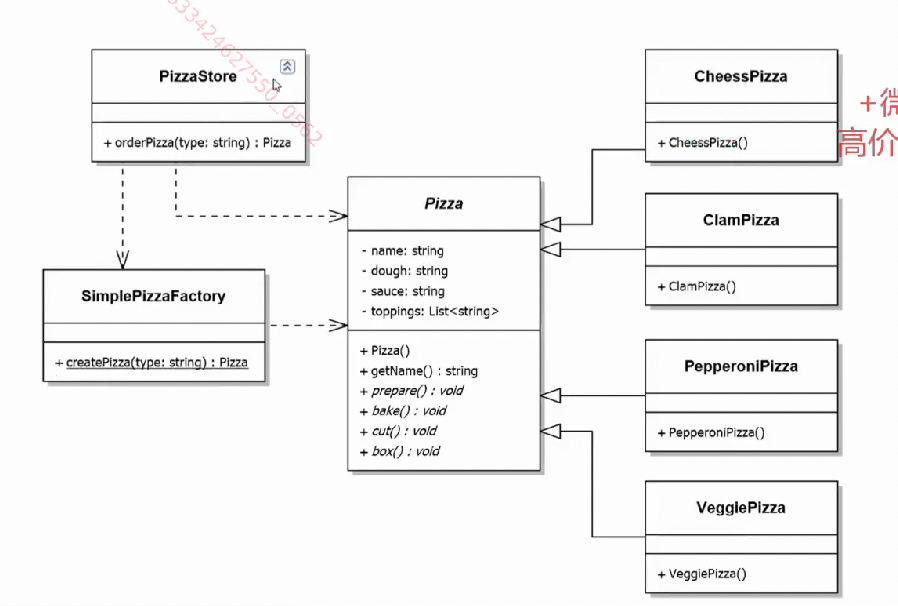 333424627550_0862
PizzaStore
+ orderPizza(type: string) : Pizza
SimplePizzaFactory
+ createPizza(type: string) : Pizza
Pizza
- name: string
- dough: string
- sauce: string
- toppings: List<string>
+ Pizza()
+ getName() : string
+ prepare() : void
+ bake() : void
+ cut() : void
+ box() : void
CheessPizza
+ CheessPizza()
ClamPizza
+ ClamPizza()
PepperoniPizza
+ PepperoniPizza()
VeggiePizza
+ VeggiePizza()
+微
高价